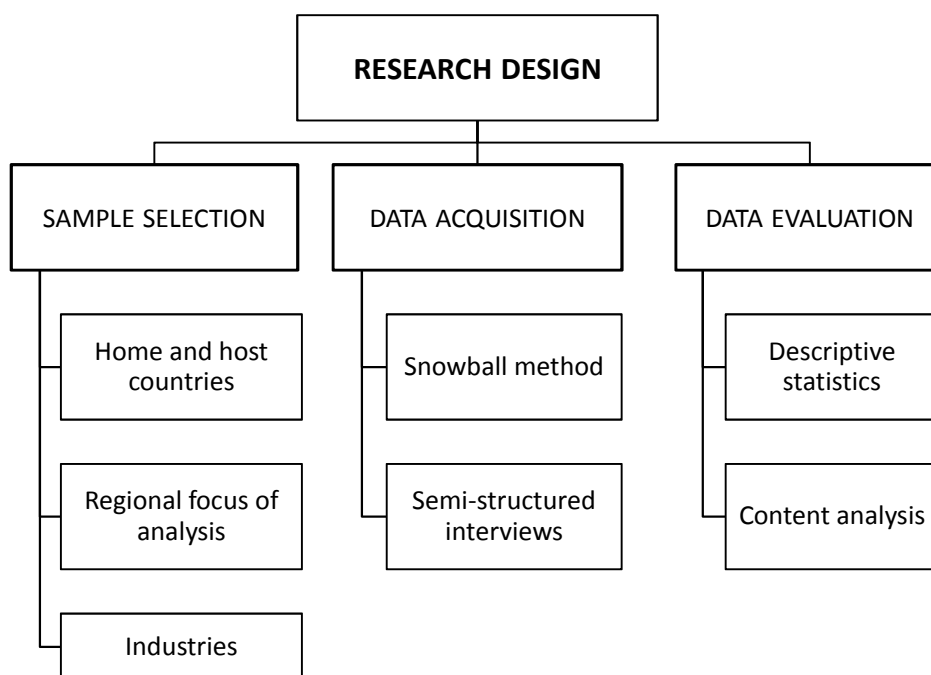 RESEARCH DESIGN
SAMPLE SELECTION
DATA ACQUISITION
DATA EVALUATION
Home and host
countries
Snowball method
Descriptive
statistics
Regional focus of
analysis
Semi-structured
interviews
Content analysis
Industries